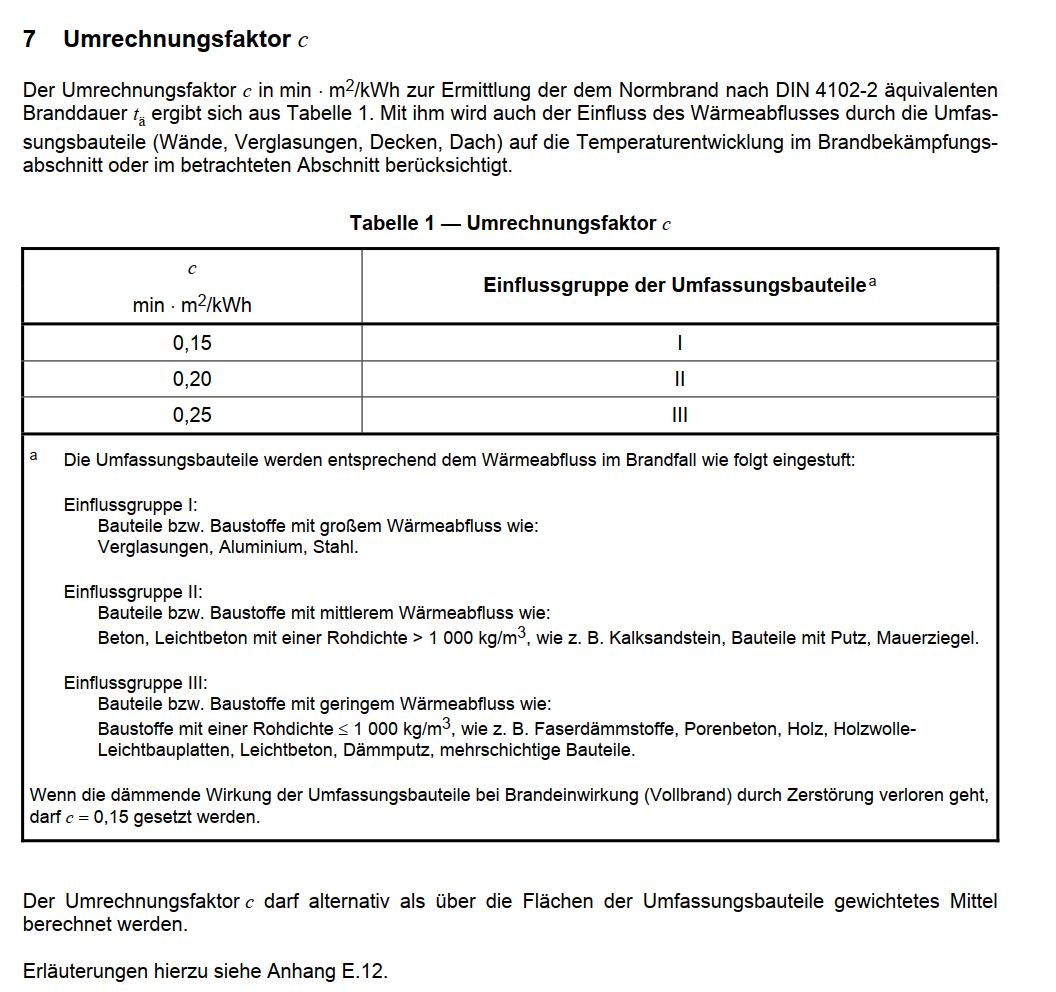 7 Umrechnungsfaktor c
Der Umrechnungsfaktor c in min · m²/kWh zur Ermittlung der dem Normbrand nach DIN 4102-2 äquivalenten
Branddauer tä ergibt sich aus Tabelle 1. Mit ihm wird auch der Einfluss des Wärmeabflusses durch die Umfas-
sungsbauteile (Wände, Verglasungen, Decken, Dach) auf die Temperaturentwicklung im Brandbekämpfungs-
abschnitt oder im betrachteten Abschnitt berücksichtigt.
Tabelle 1 — Umrechnungsfaktor c
c
min · m²/kWh
Einflussgruppe der Umfassungsbauteile a
0,15 I
0,20 II
0,25 III
a Die Umfassungsbauteile werden entsprechend dem Wärmeabfluss im Brandfall wie folgt eingestuft:
Einflussgruppe I:
Bauteile bzw. Baustoffe mit großem Wärmeabfluss wie:
Verglasungen, Aluminium, Stahl.
Einflussgruppe II:
Bauteile bzw. Baustoffe mit mittlerem Wärmeabfluss wie:
Beton, Leichtbeton mit einer Rohdichte > 1 000 kg/m³, wie z. B. Kalksandstein, Bauteile mit Putz, Mauerziegel.
Einflussgruppe III:
Bauteile bzw. Baustoffe mit geringem Wärmeabfluss wie:
Baustoffe mit einer Rohdichte ≤ 1 000 kg/m³, wie z. B. Faserdämmstoffe, Porenbeton, Holz, Holzwolle-
Leichtbauplatten, Leichtbeton, Dämmputz, mehrschichtige Bauteile.
Wenn die dämmende Wirkung der Umfassungsbauteile bei Brandeinwirkung (Vollbrand) durch Zerstörung verloren geht,
darf c = 0,15 gesetzt werden.
Der Umrechnungsfaktor c darf alternativ als über die Flächen der Umfassungsbauteile gewichtetes Mittel
berechnet werden.
Erläuterungen hierzu siehe Anhang E.12.